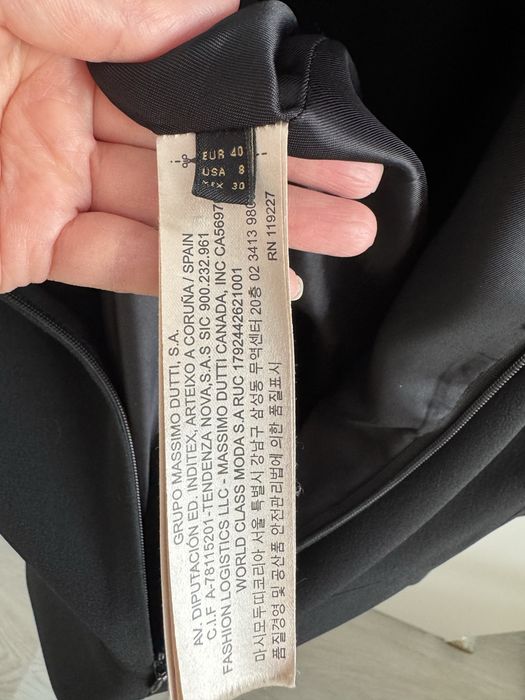 EUR 40
USA 8
MEX 30
GRUPO MASSIMO DUTTI, S.A.
AV. DIPUTACIÓN ED. INDITEX, ARTEIXO A CORUÑA / SPAIN
C.I.F A-78115201 -TENDENZA NOVA,S.A.S SIC 900.232.961
FASHION LOGISTICS LLC - MASSIMO DUTTI CANADA, INC CA5697
WORLD CLASS MODA S.A RUC 1792442621001
마시모두띠코리아 서울 특별시 강남구 삼성동 무역센터 20층 02 3413 980
품질경영 및 공산품 안전관리법에 의한 품질표시
RN 119227